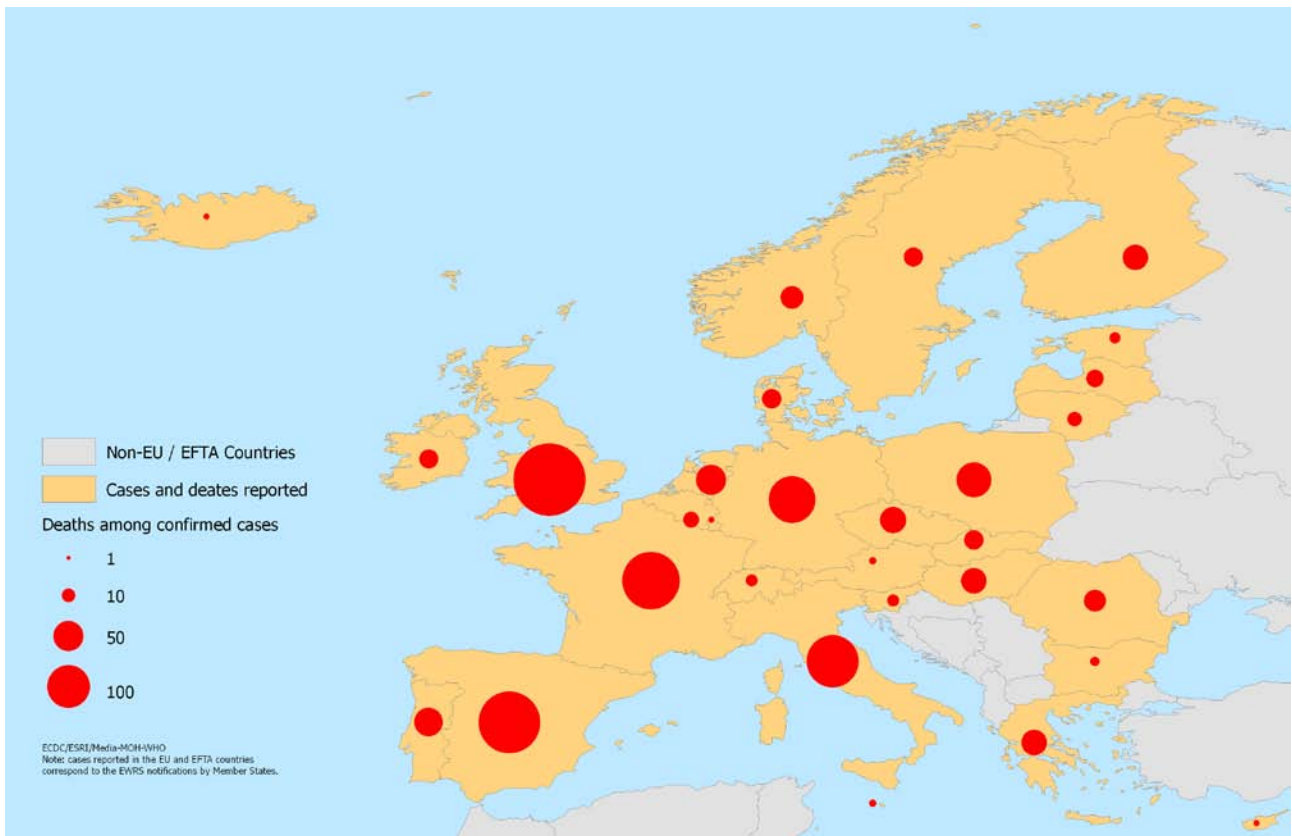 Non-EU / EFTA Countries
Cases and deates reported
Deaths among confirmed cases
1
10
50
100
ECDC/ESRI/Media-MOH-WHO
Note: cases reported in the EU and EFTA countries
correspond to the EWRS notifications by Member States.